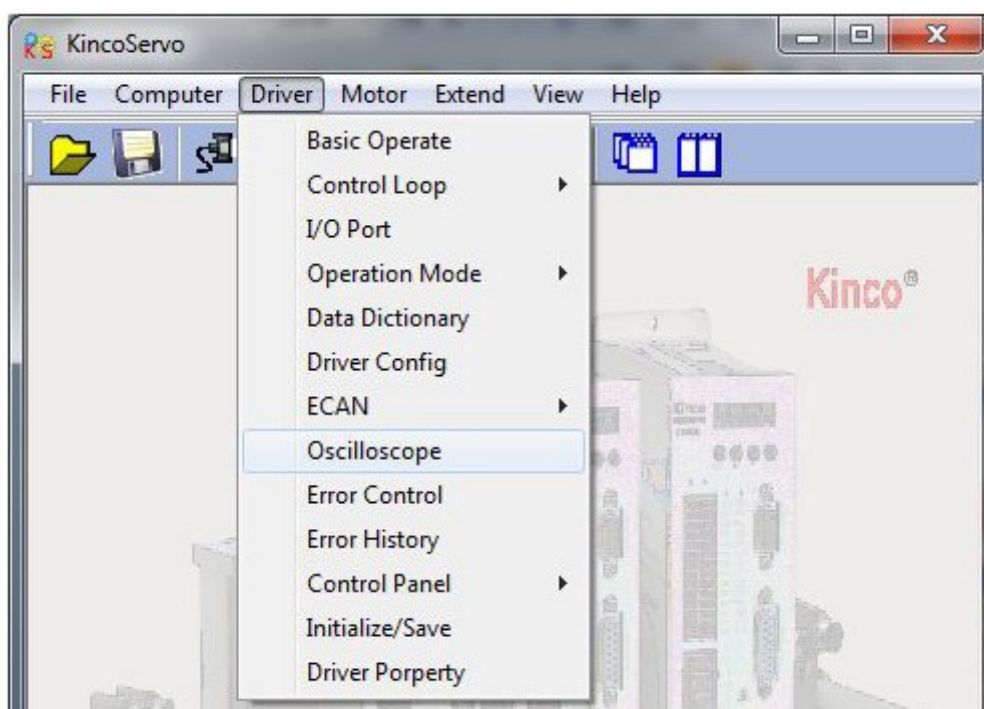 KincoServo
File Computer Driver Motor Extend View Help
Basic Operate
Control Loop
I/O Port
Operation Mode
Data Dictionary
Driver Config
ECAN
Oscilloscope
Error Control
Error History
Control Panel
Initialize/Save
Driver Porperty
Kinco®